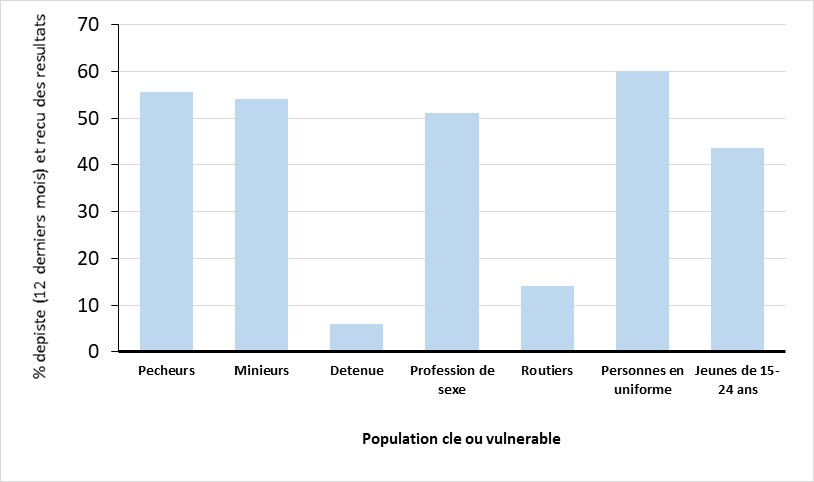 % depiste (12 derniers mois) et recu des resultats
70
60
50
40
30
20
10
0
Pecheurs
Minieurs
Detenue
Profession de
sexe
Routiers
Personnes en
uniforme
Jeunes de 15-
24 ans
Population cle ou vulnerable